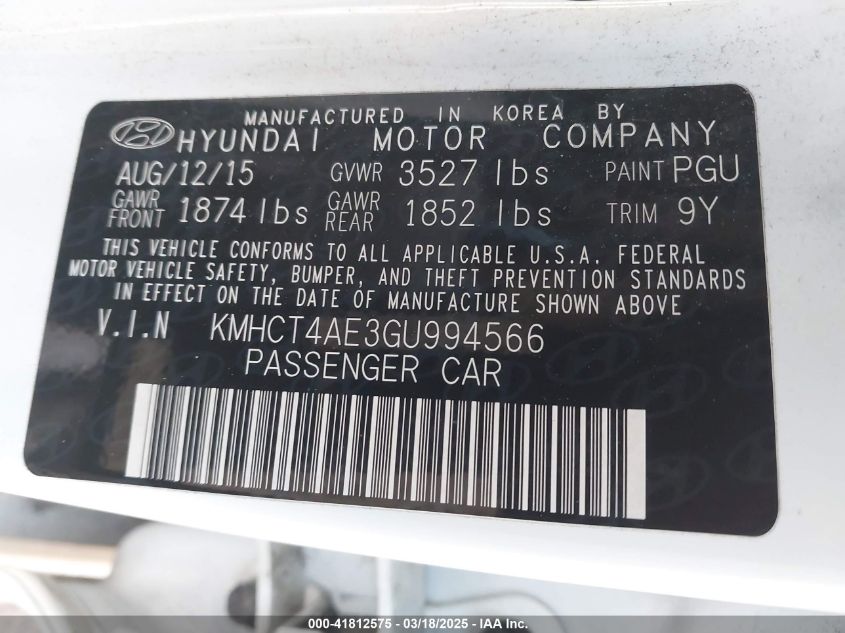 MANUFACTURED IN KOREA BY
HYUNDAI MOTOR COMPANY
AUG/12/15 GVWR 3527 lbs PAINT PGU
GAWR FRONT 1874 lbs GAWR REAR 1852 lbs TRIM 9Y
THIS VEHICLE CONFORMS TO ALL APPLICABLE U.S.A. FEDERAL
MOTOR VEHICLE SAFETY, BUMPER, AND THEFT PREVENTION STANDARDS
IN EFFECT ON THE DATE OF MANUFACTURE SHOWN ABOVE
V.I.N KMHCT4AE3GU994566
PASSENGER CAR
000-41812575 — 03/18/2025 — IAA Inc.